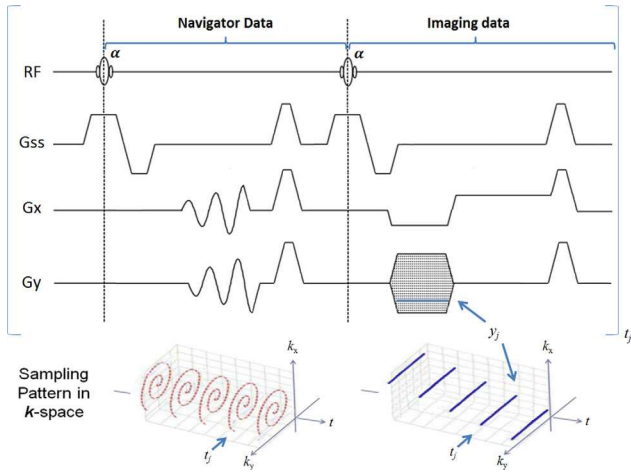 Navigator Data
Imaging data
α
α
RF
Gss
Gx
Gy
y_j
t_j
Sampling
Pattern in
k-space
k_x
t
t_j
k_y
k_x
t
t_j
k_y